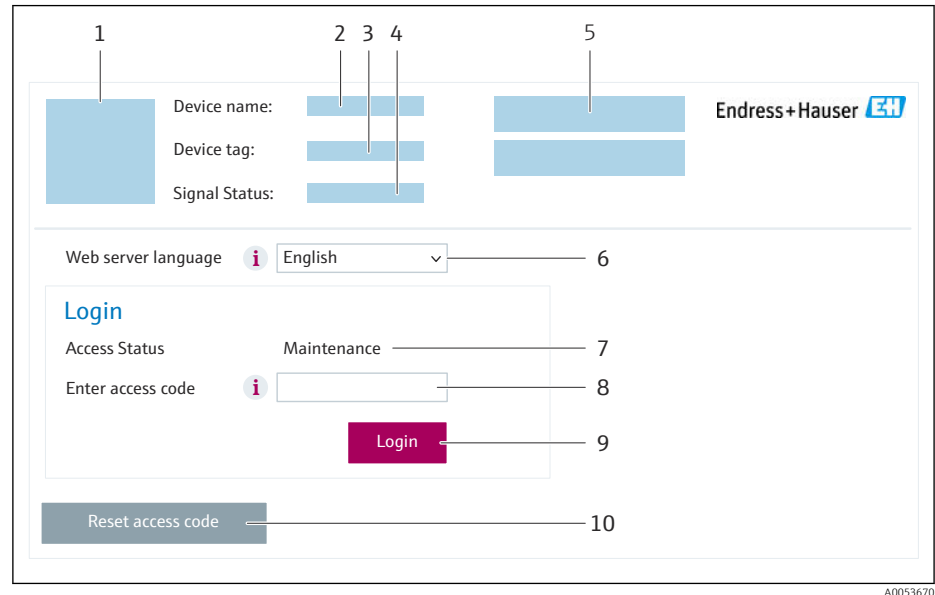 1 2 3 4 5
Device name:
Endress+Hauser EH
Device tag:
Signal Status:
Web server language i English 6
Login
Access Status Maintenance 7
Enter access code i 8
Login 9
Reset access code 10
A0053670